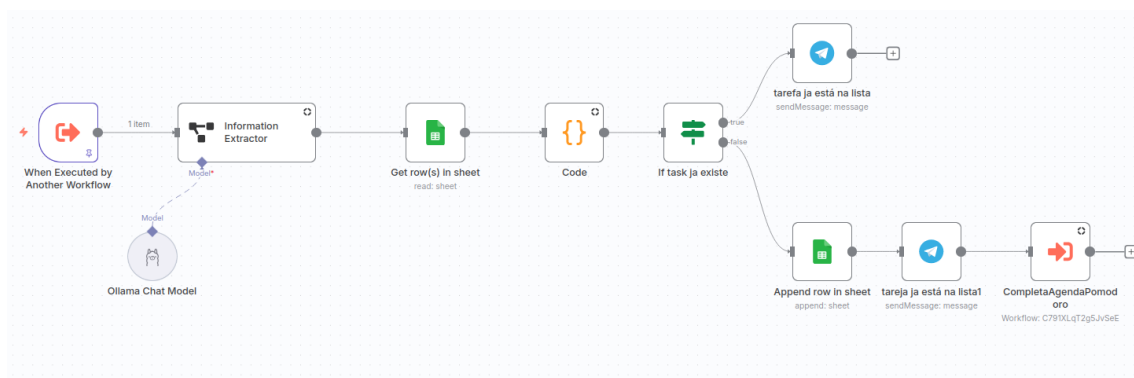 tarefa ja está na lista
sendMessage: message
1 item
Information
Extractor
true
false
When Executed by
Another Workflow
Model*
Get row(s) in sheet
read: sheet
Code
If task ja existe
Model
Ollama Chat Model
Append row in sheet
append: sheet
tareja ja está na lista1
sendMessage: message
CompletaAgendaPomod
oro
Workflow: C791XLqT2g5JvSeE